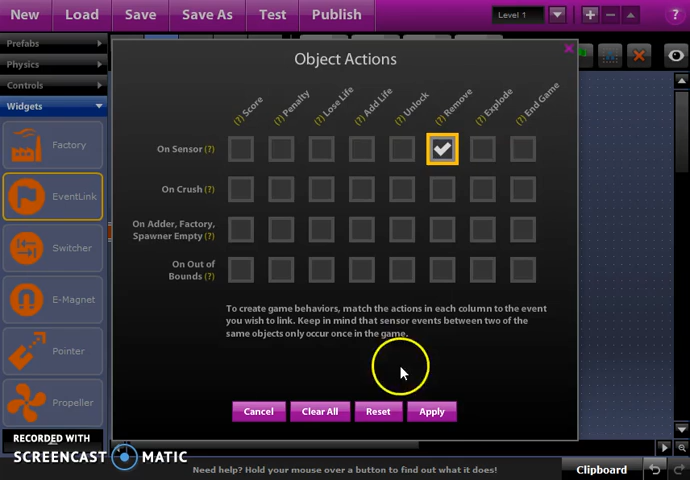 New Load Save Save As Test Publish Level 1 ?
Prefabs
Physics
Controls
Widgets
Factory
EventLink
Switcher
E-Magnet
Pointer
Propeller
Object Actions
(?) Score (?) Penalty (?) Lose Life (?) Add Life (?) Unlock (?) Remove (?) Explode (?) End Game
On Sensor (?)
On Crush (?)
On Adder, Factory,
Spawner Empty (?)
On Out of
Bounds (?)
To create game behaviors, match the actions in each column to the event
you wish to link. Keep in mind that sensor events between two of the
same objects only occur once in the game.
Cancel Clear All Reset Apply
RECORDED WITH
SCREENCAST MATIC
Need help? Hold your mouse over a button to find out what it does!
Clipboard